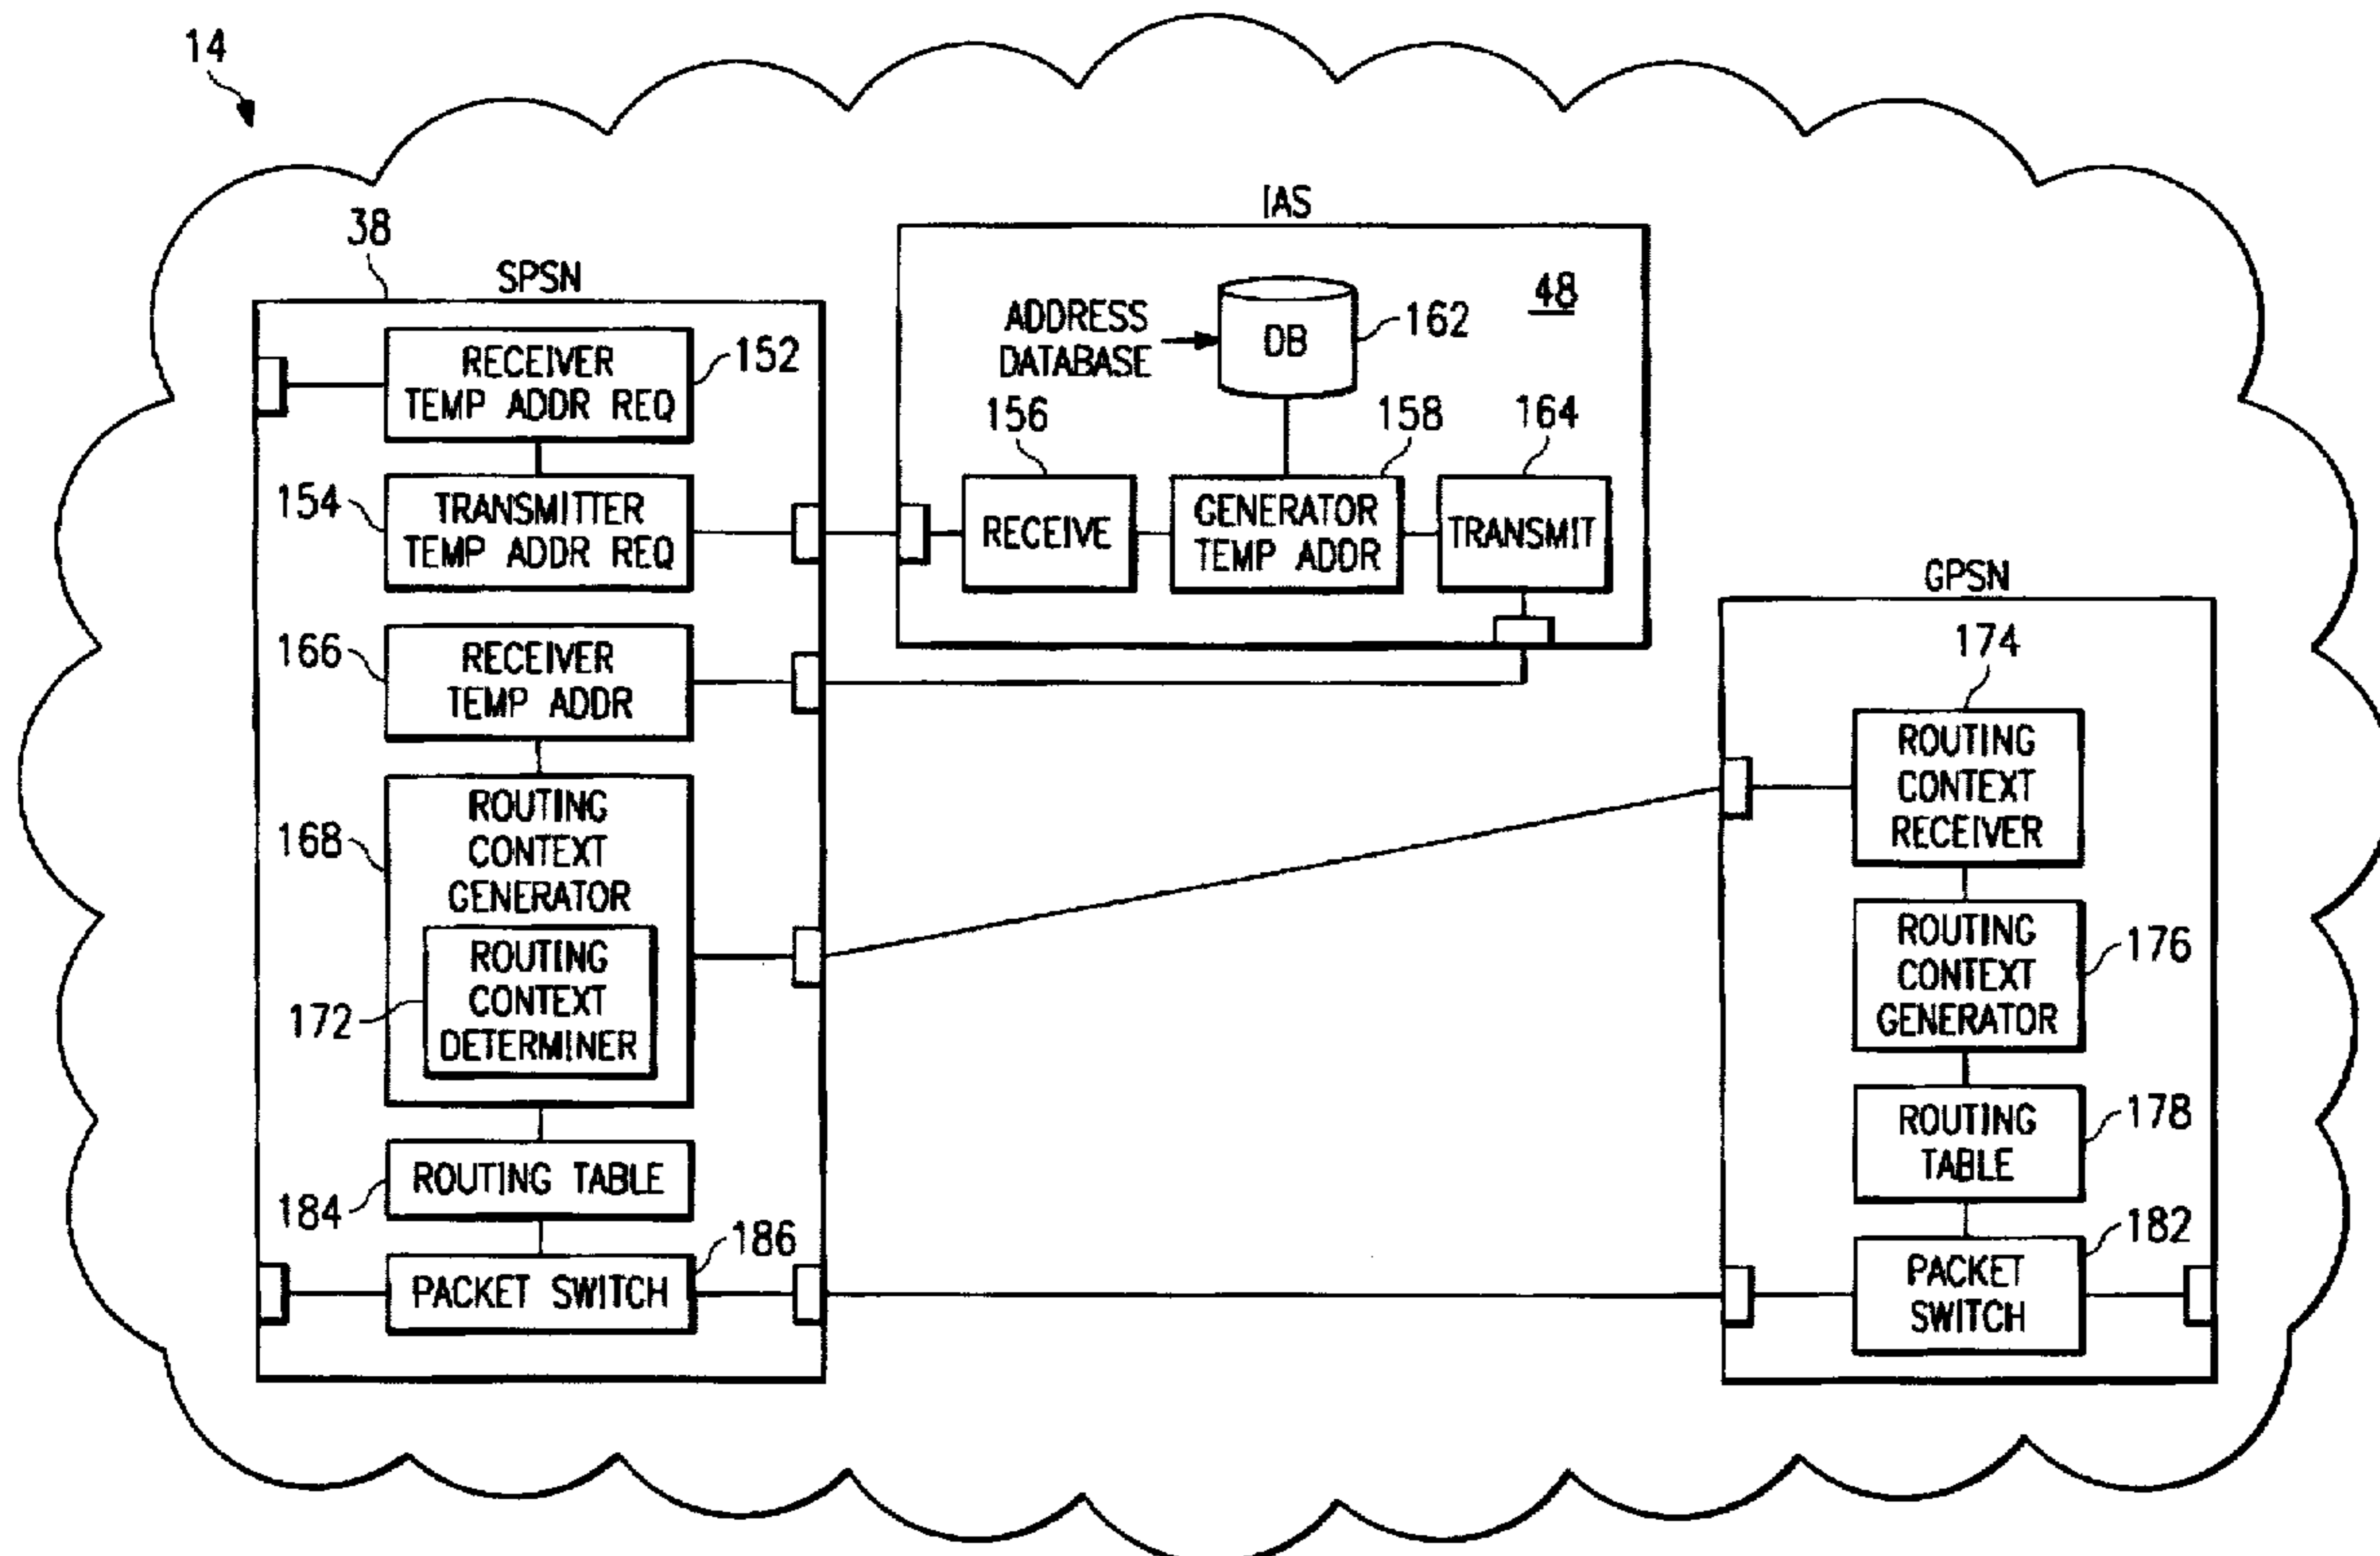 14
IAS
38
SPSN
48
ADDRESS
DATABASE
DB
162
RECEIVER
TEMP ADDR REQ
152
156
158
164
154
TRANSMITTER
TEMP ADDR REQ
RECEIVE
GENERATOR
TEMP ADDR
TRANSMIT
GPSN
166
RECEIVER
TEMP ADDR
174
ROUTING
CONTEXT
RECEIVER
168
ROUTING
CONTEXT
GENERATOR
172
ROUTING
CONTEXT
DETERMINER
ROUTING
CONTEXT
GENERATOR
176
ROUTING
TABLE
178
184
ROUTING TABLE
186
PACKET SWITCH
182
PACKET
SWITCH